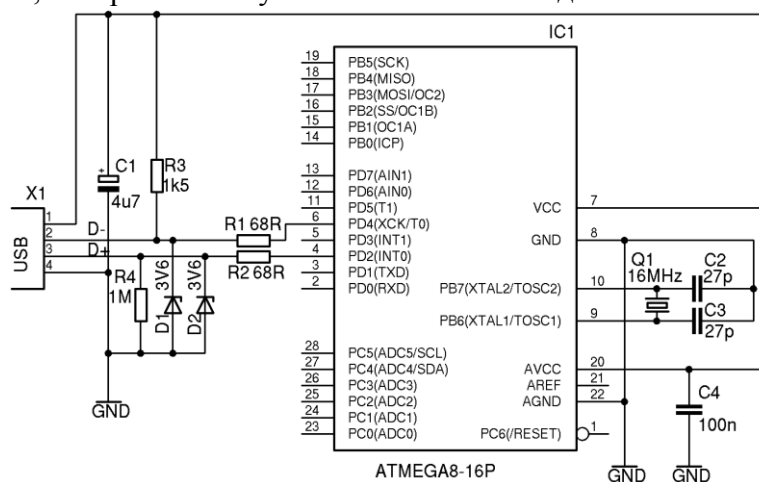 IC1
19 PB5(SCK)
18 PB4(MISO)
17 PB3(MOSI/OC2)
16 PB2(SS/OC1B)
15 PB1(OC1A)
14 PB0(ICP)
13 PD7(AIN1)
12 PD6(AIN0)
11 PD5(T1)
6 PD4(XCK/T0)
5 PD3(INT1)
4 PD2(INT0)
3 PD1(TXD)
2 PD0(RXD)
28 PC5(ADC5/SCL)
27 PC4(ADC4/SDA)
26 PC3(ADC3)
25 PC2(ADC2)
24 PC1(ADC1)
23 PC0(ADC0)
VCC 7
GND 8
PB7(XTAL2/TOSC2) 10
PB6(XTAL1/TOSC1) 9
AVCC 20
AREF 21
AGND 22
PC6(/RESET) 1
ATMEGA8-16P
X1
USB
1
2
3
4
D-
D+
+
C1
4u7
R3
1k5
R1 68R
R2 68R
R4
1M
3V6
D1
3V6
D2
GND
Q1
16MHz
C2
27p
C3
27p
C4
100n
GND
GND